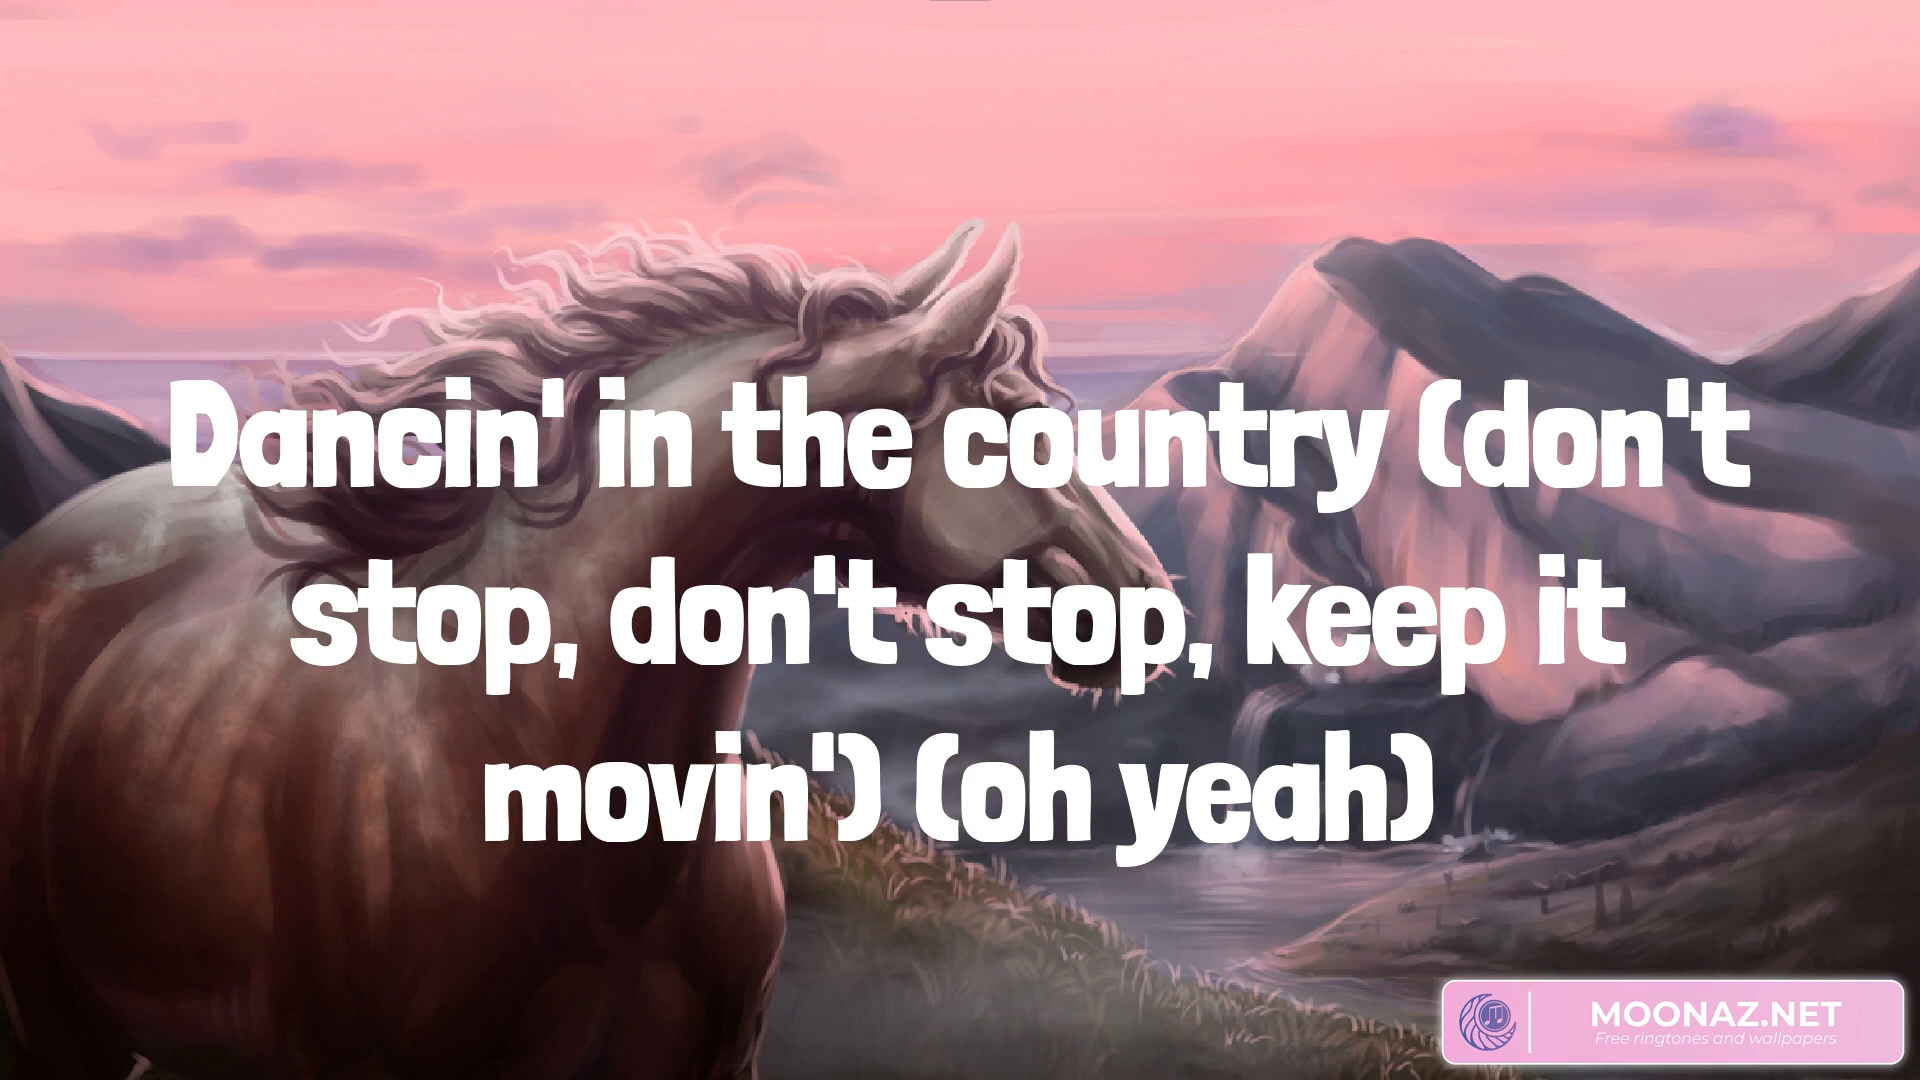 Dancin' in the country (don't
stop, don't stop, keep it
movin') (oh yeah)
MOONAZ.NET
Free ringtones and wallpapers